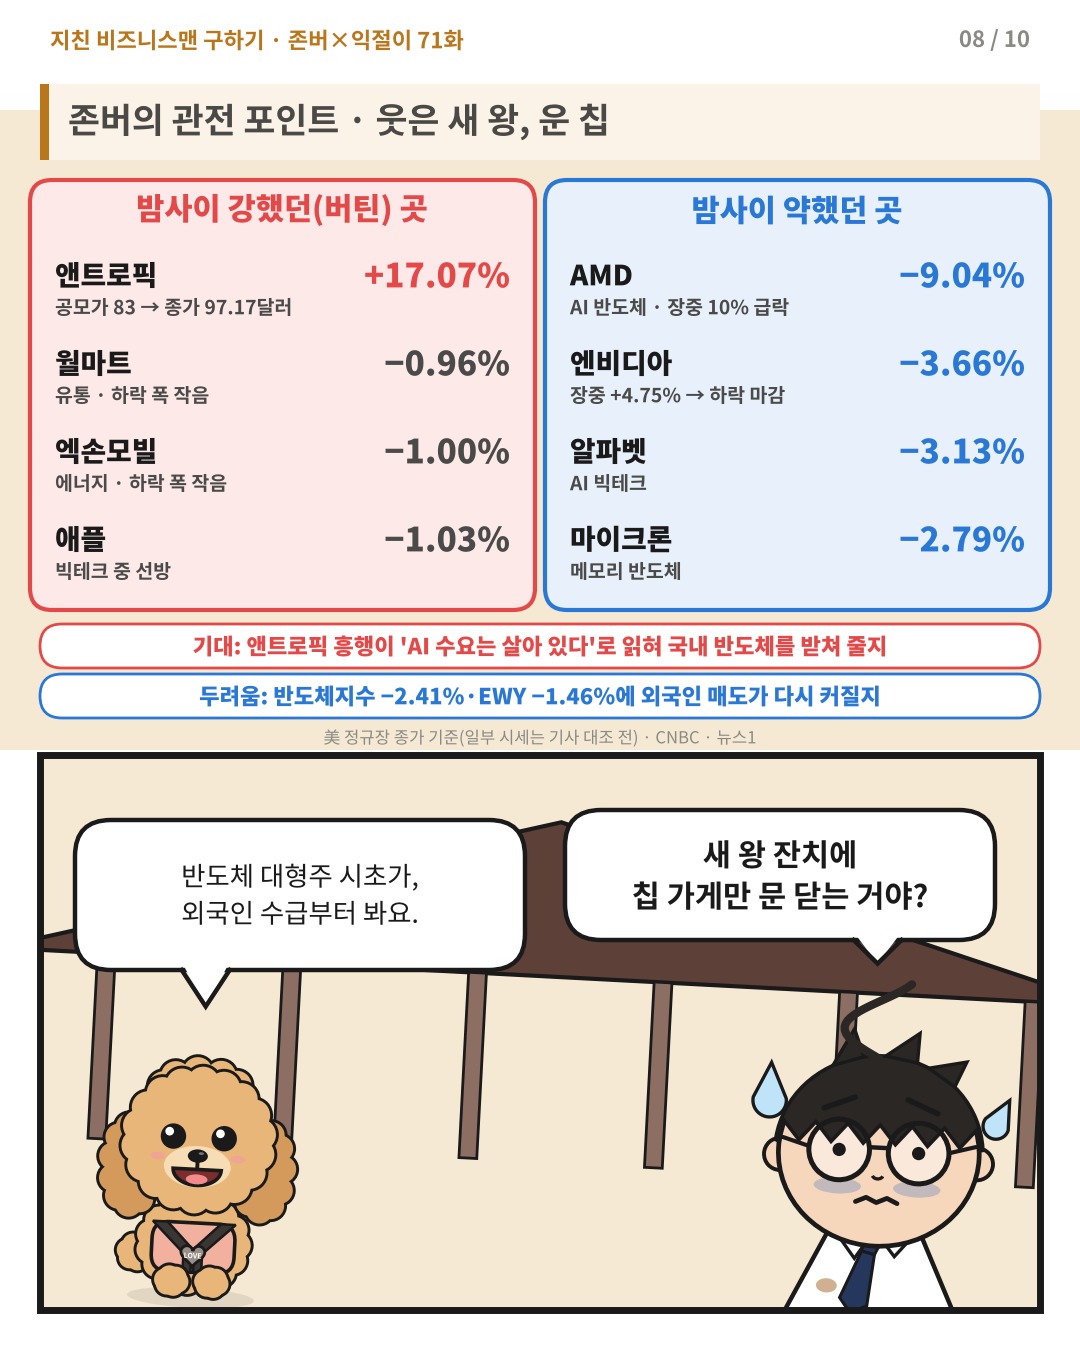 지친 비즈니스맨 구하기 · 존버×익절이 71화
08 / 10
존버의 관전 포인트 · 웃은 새 왕, 운 칩
밤사이 강했던(버틴) 곳
앤트로픽 +17.07%
공모가 83 → 종가 97.17달러
월마트 −0.96%
유통 · 하락 폭 작음
엑손모빌 −1.00%
에너지 · 하락 폭 작음
애플 −1.03%
빅테크 중 선방
밤사이 약했던 곳
AMD −9.04%
AI 반도체 · 장중 10% 급락
엔비디아 −3.66%
장중 +4.75% → 하락 마감
알파벳 −3.13%
AI 빅테크
마이크론 −2.79%
메모리 반도체
기대: 앤트로픽 흥행이 'AI 수요는 살아 있다'로 읽혀 국내 반도체를 받쳐 줄지
두려움: 반도체지수 −2.41%·EWY −1.46%에 외국인 매도가 다시 커질지
美 정규장 종가 기준(일부 시세는 기사 대조 전) · CNBC · 뉴스1
반도체 대형주 시초가,
외국인 수급부터 봐요.
새 왕 잔치에
칩 가게만 문 닫는 거야?
LOVE